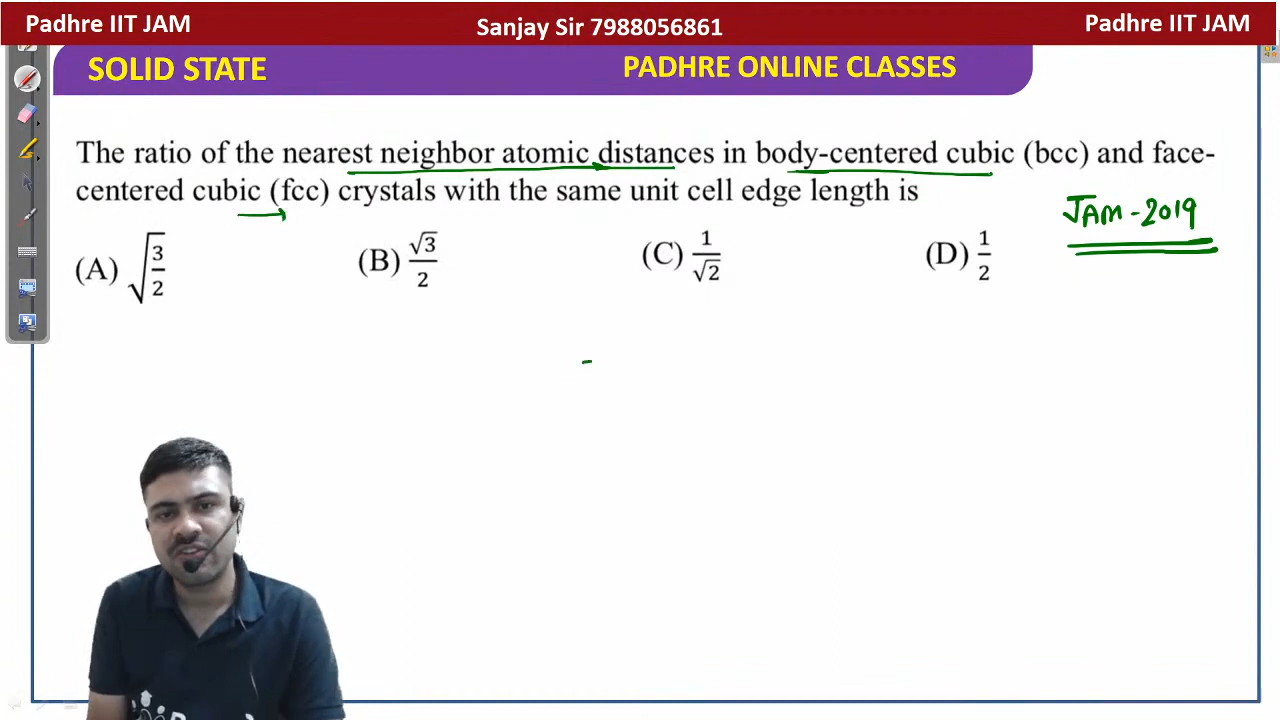 Padhre IIT JAM
Sanjay Sir 7988056861
Padhre IIT JAM
SOLID STATE
PADHRE ONLINE CLASSES
The ratio of the nearest neighbor atomic distances in body-centered cubic (bcc) and face-
centered cubic (fcc) crystals with the same unit cell edge length is
JAM - 2019
(A) √(3/2) (B) √3/2 (C) 1/√2 (D) 1/2